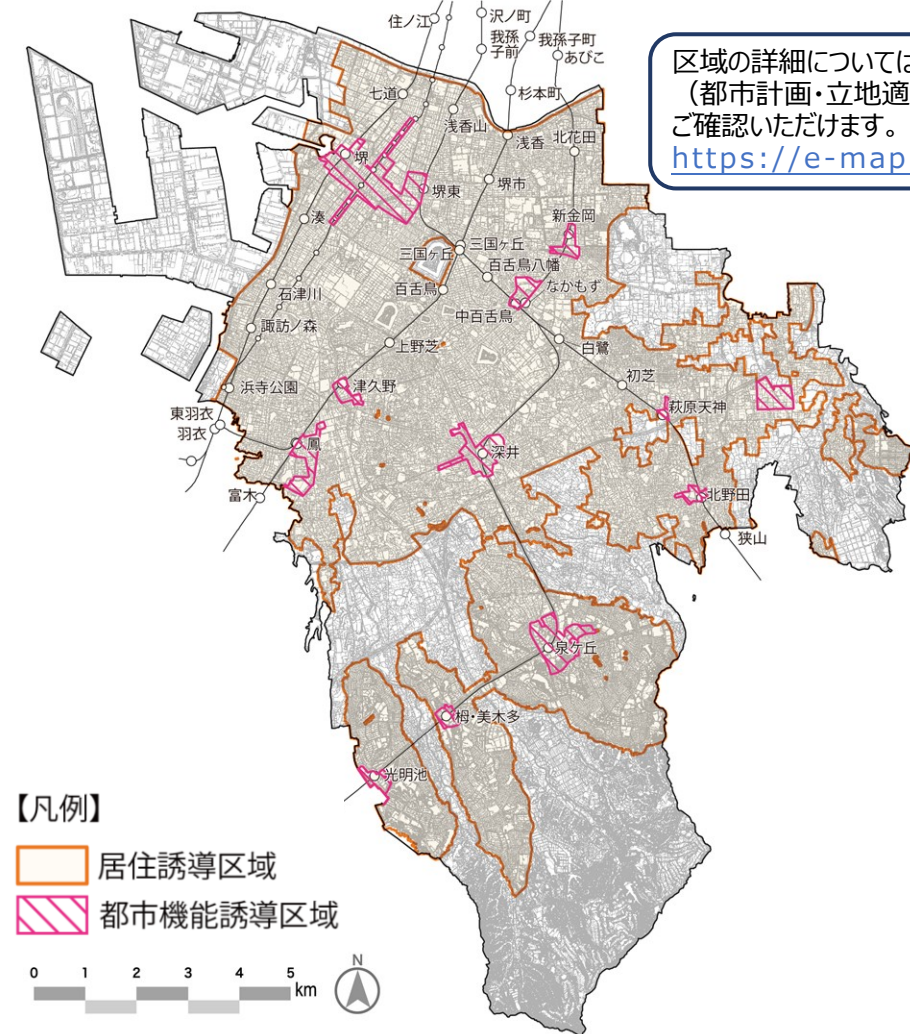 住ノ江
沢ノ町
我孫
子前
我孫子町
あびこ
区域の詳細については
（都市計画・立地適
ご確認いただけます。
https://e-map
七道
杉本町
浅香山
浅香
北花田
堺
堺東
堺市
新金岡
湊
三国ヶ丘
三国ヶ丘
百舌鳥八幡
百舌鳥
なかもず
中百舌鳥
石津川
諏訪ノ森
上野芝
白鷺
初芝
浜寺公園
津久野
萩原天神
東羽衣
羽衣
鳳
深井
富木
北野田
狭山
泉ヶ丘
栂・美木多
光明池
【凡例】
居住誘導区域
都市機能誘導区域
0 1 2 3 4 5
km
N